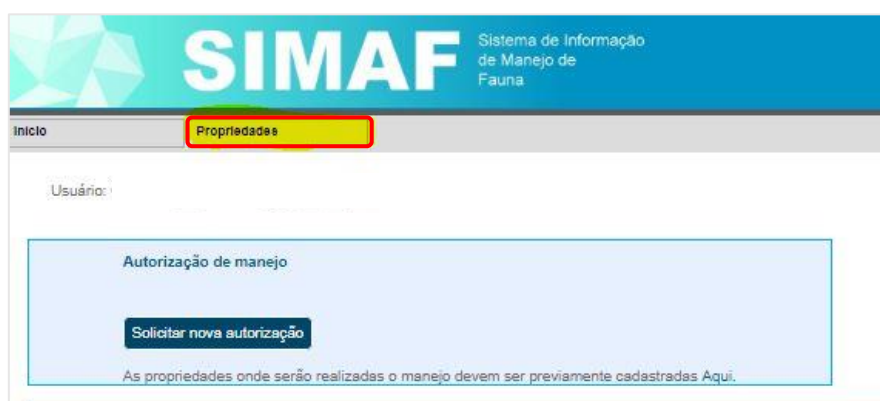 SIMAF
Sistema de Informação
de Manejo de
Fauna
Início
Propriedades
Usuário:
Autorização de manejo
Solicitar nova autorização
As propriedades onde serão realizadas o manejo devem ser previamente cadastradas Aqui.